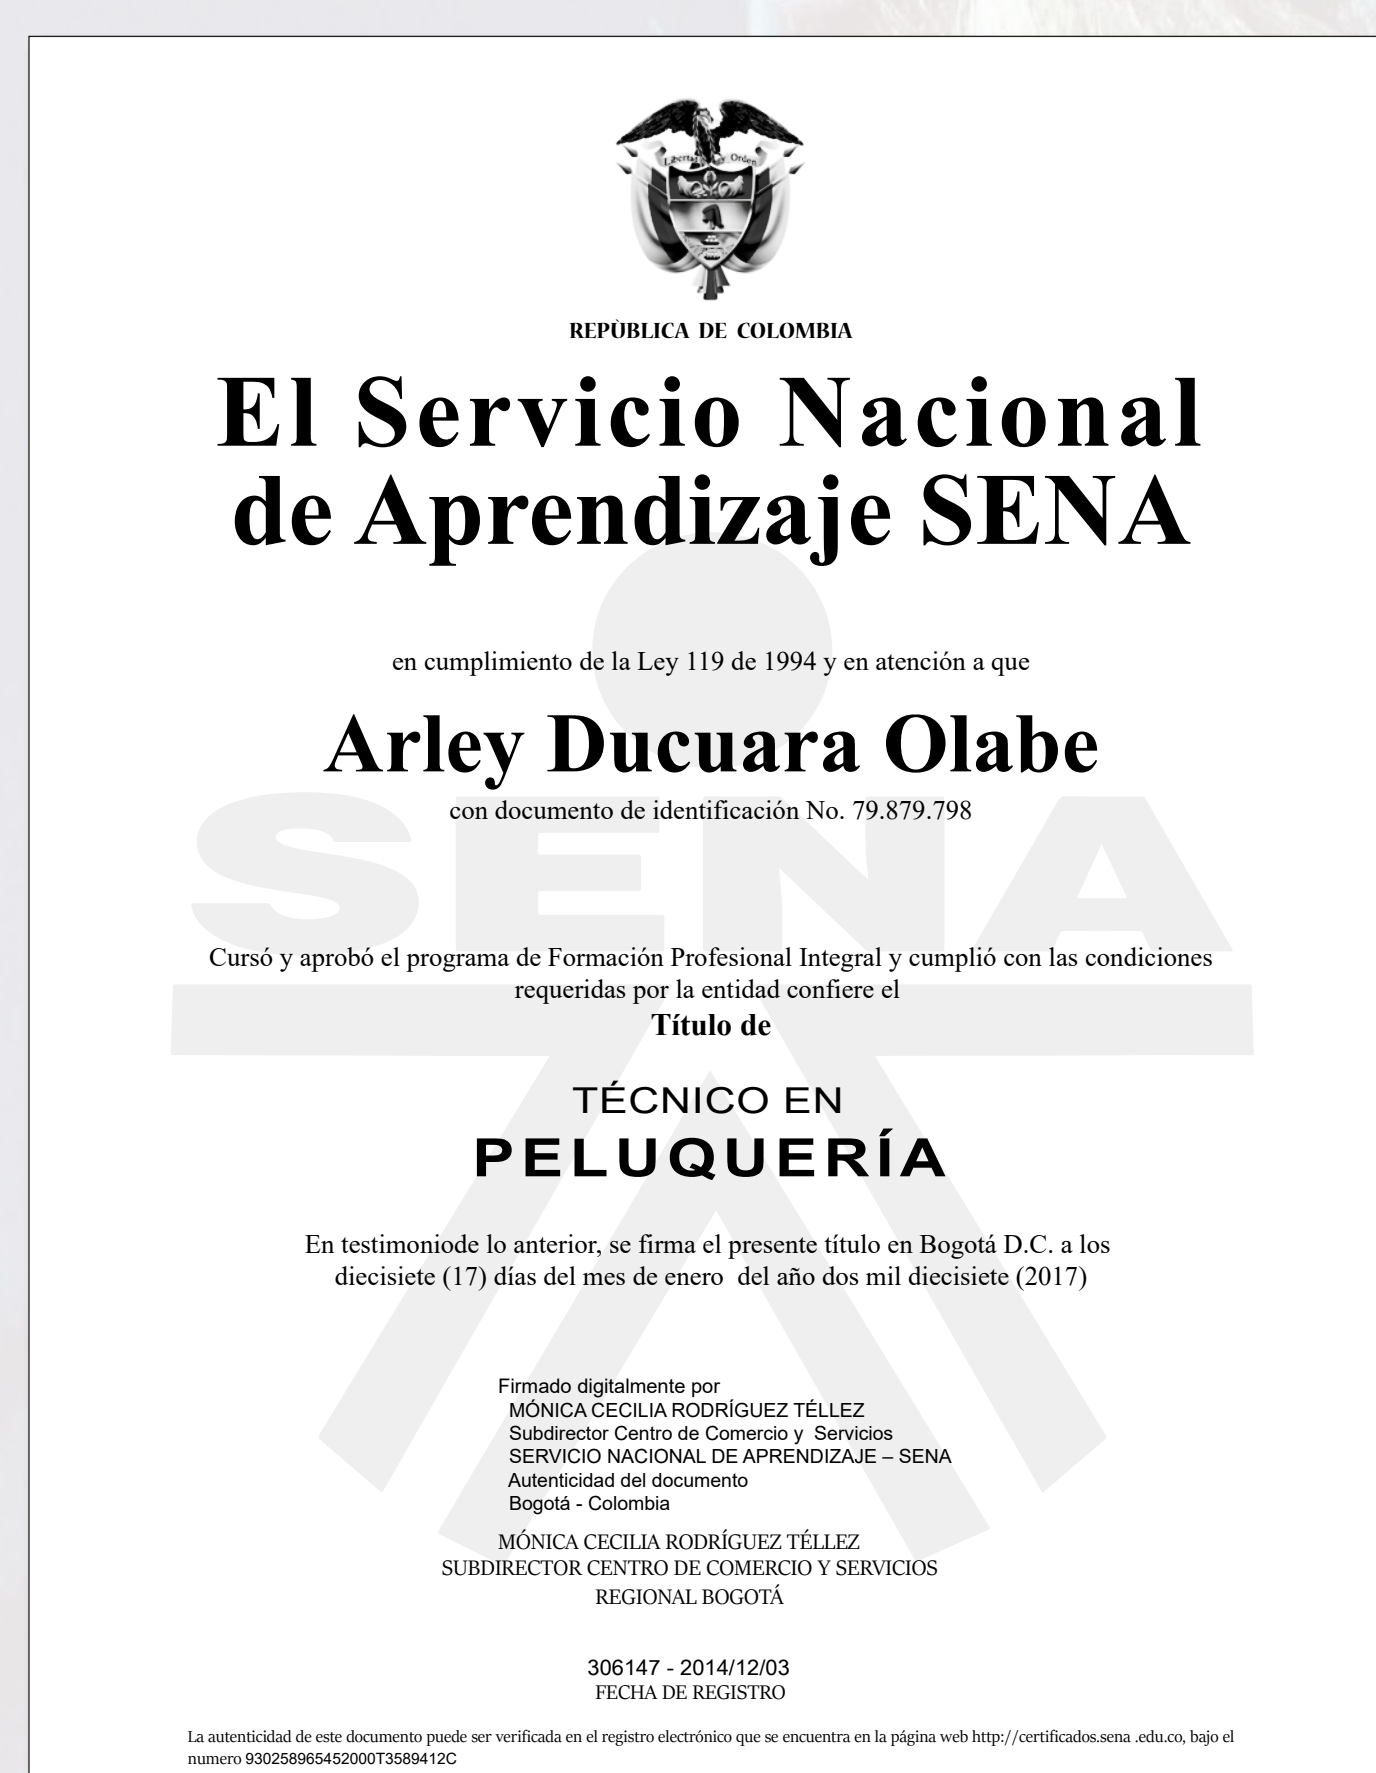 Libertad y Orden
REPÙBLICA DE COLOMBIA
El Servicio Nacional
de Aprendizaje SENA
en cumplimiento de la Ley 119 de 1994 y en atención a que
Arley Ducuara Olabe
con documento de identificación No. 79.879.798
SENA
Cursó y aprobó el programa de Formación Profesional Integral y cumplió con las condiciones
requeridas por la entidad confiere el
Título de
TÉCNICO EN
PELUQUERÍA
En testimoniode lo anterior, se firma el presente título en Bogotá D.C. a los
diecisiete (17) días del mes de enero del año dos mil diecisiete (2017)
Firmado digitalmente por
MÓNICA CECILIA RODRÍGUEZ TÉLLEZ
Subdirector Centro de Comercio y Servicios
SERVICIO NACIONAL DE APRENDIZAJE – SENA
Autenticidad del documento
Bogotá - Colombia
MÓNICA CECILIA RODRÍGUEZ TÉLLEZ
SUBDIRECTOR CENTRO DE COMERCIO Y SERVICIOS
REGIONAL BOGOTÁ
306147 - 2014/12/03
FECHA DE REGISTRO
La autenticidad de este documento puede ser verificada en el registro electrónico que se encuentra en la página web http://certificados.sena .edu.co, bajo el
numero 930258965452000T3589412C